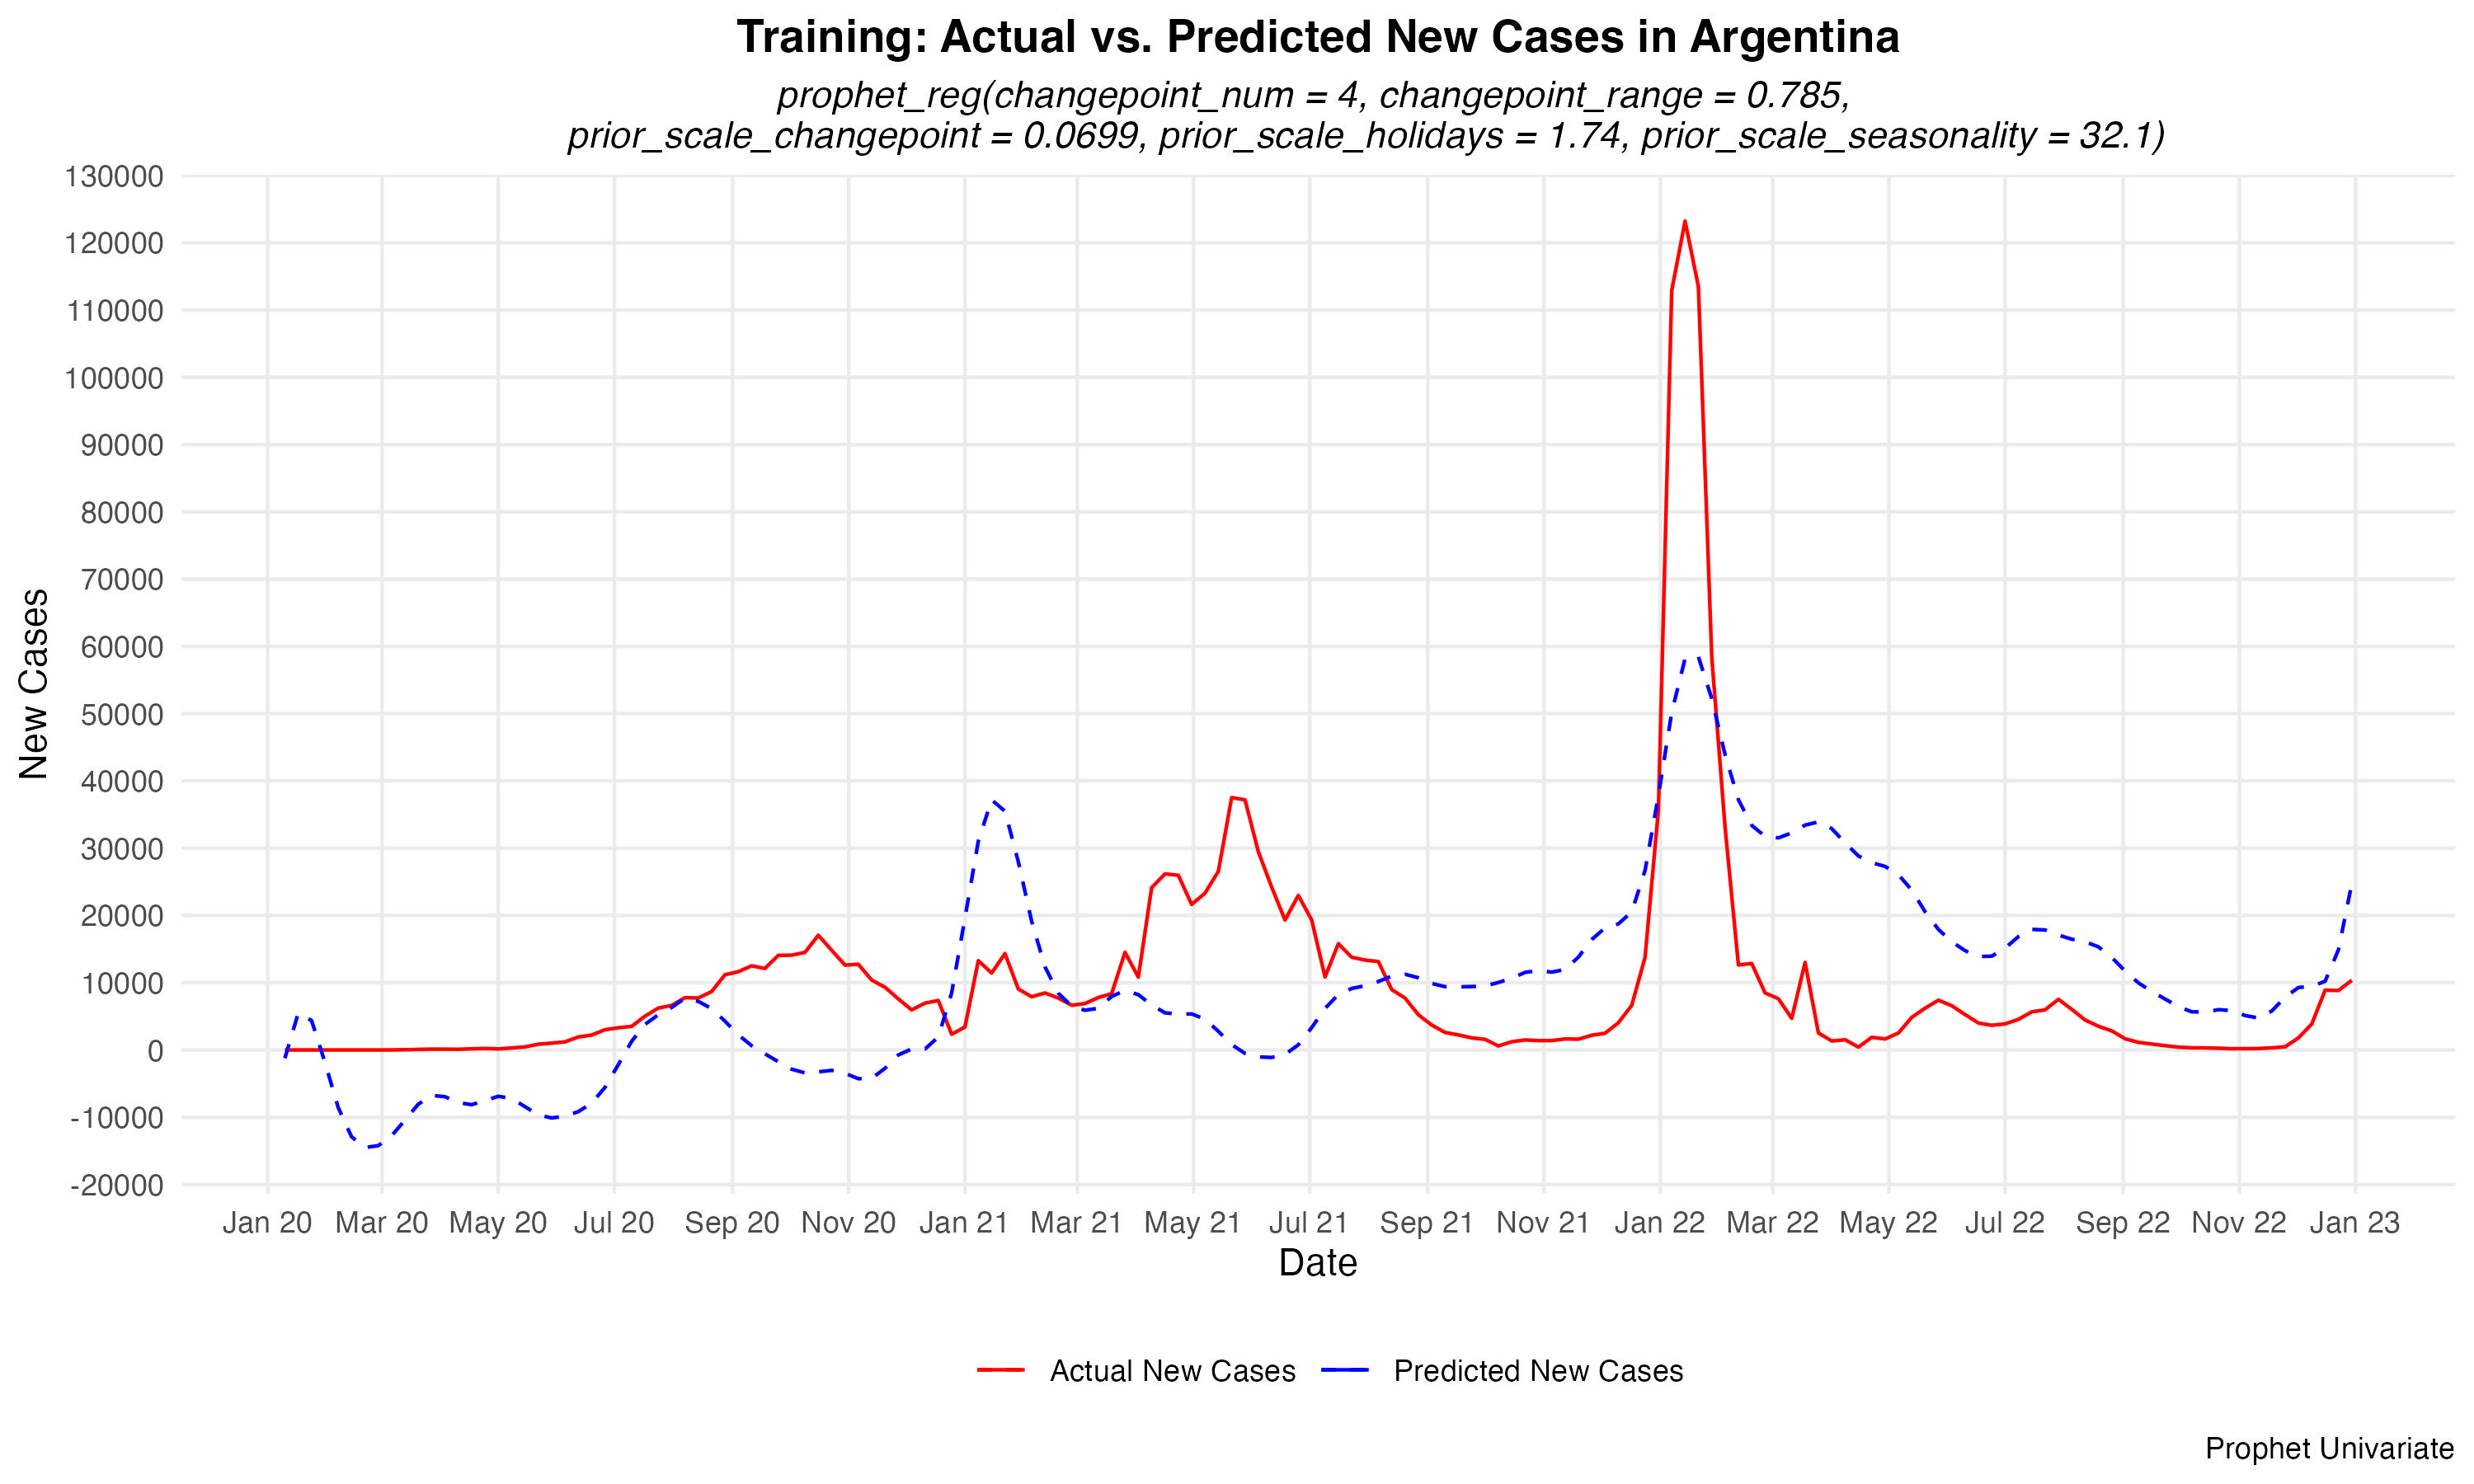 Training: Actual vs. Predicted New Cases in Argentina
prophet_reg(changepoint_num = 4, changepoint_range = 0.785,
prior_scale_changepoint = 0.0699, prior_scale_holidays = 1.74, prior_scale_seasonality = 32.1)
130000
120000
110000
100000
90000
80000
70000
60000
50000
40000
30000
20000
10000
0
-10000
-20000
New Cases
Jan 20 Mar 20 May 20 Jul 20 Sep 20 Nov 20 Jan 21 Mar 21 May 21 Jul 21 Sep 21 Nov 21 Jan 22 Mar 22 May 22 Jul 22 Sep 22 Nov 22 Jan 23
Date
Actual New Cases Predicted New Cases
Prophet Univariate